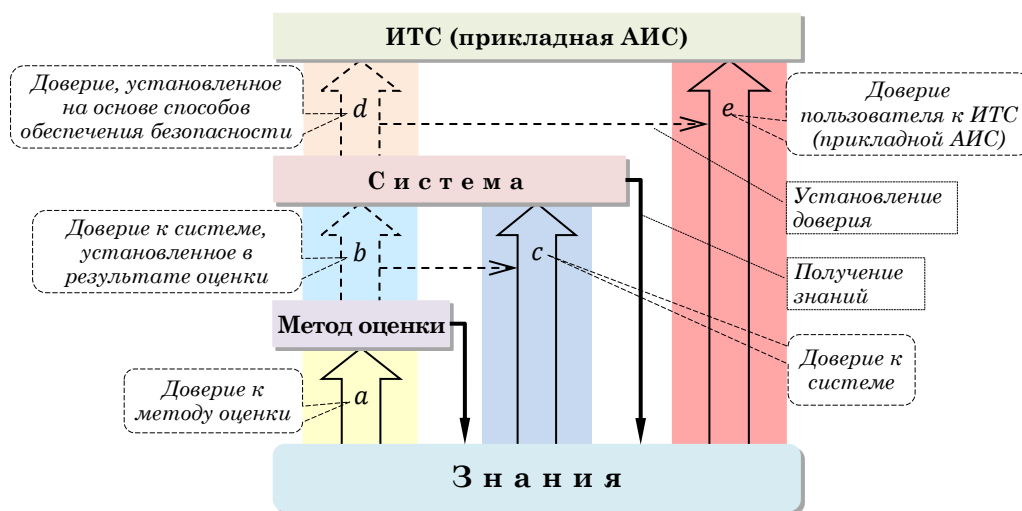 ИТС (прикладная АИС)
Доверие, установленное
на основе способов
обеспечения безопасности
d
e
Доверие
пользователя к ИТС
(прикладной АИС)
Система
Установление
доверия
Доверие к системе,
установленное в
результате оценки
b
c
Получение
знаний
Метод оценки
Доверие к
системе
Доверие к
методу оценки
a
Знания